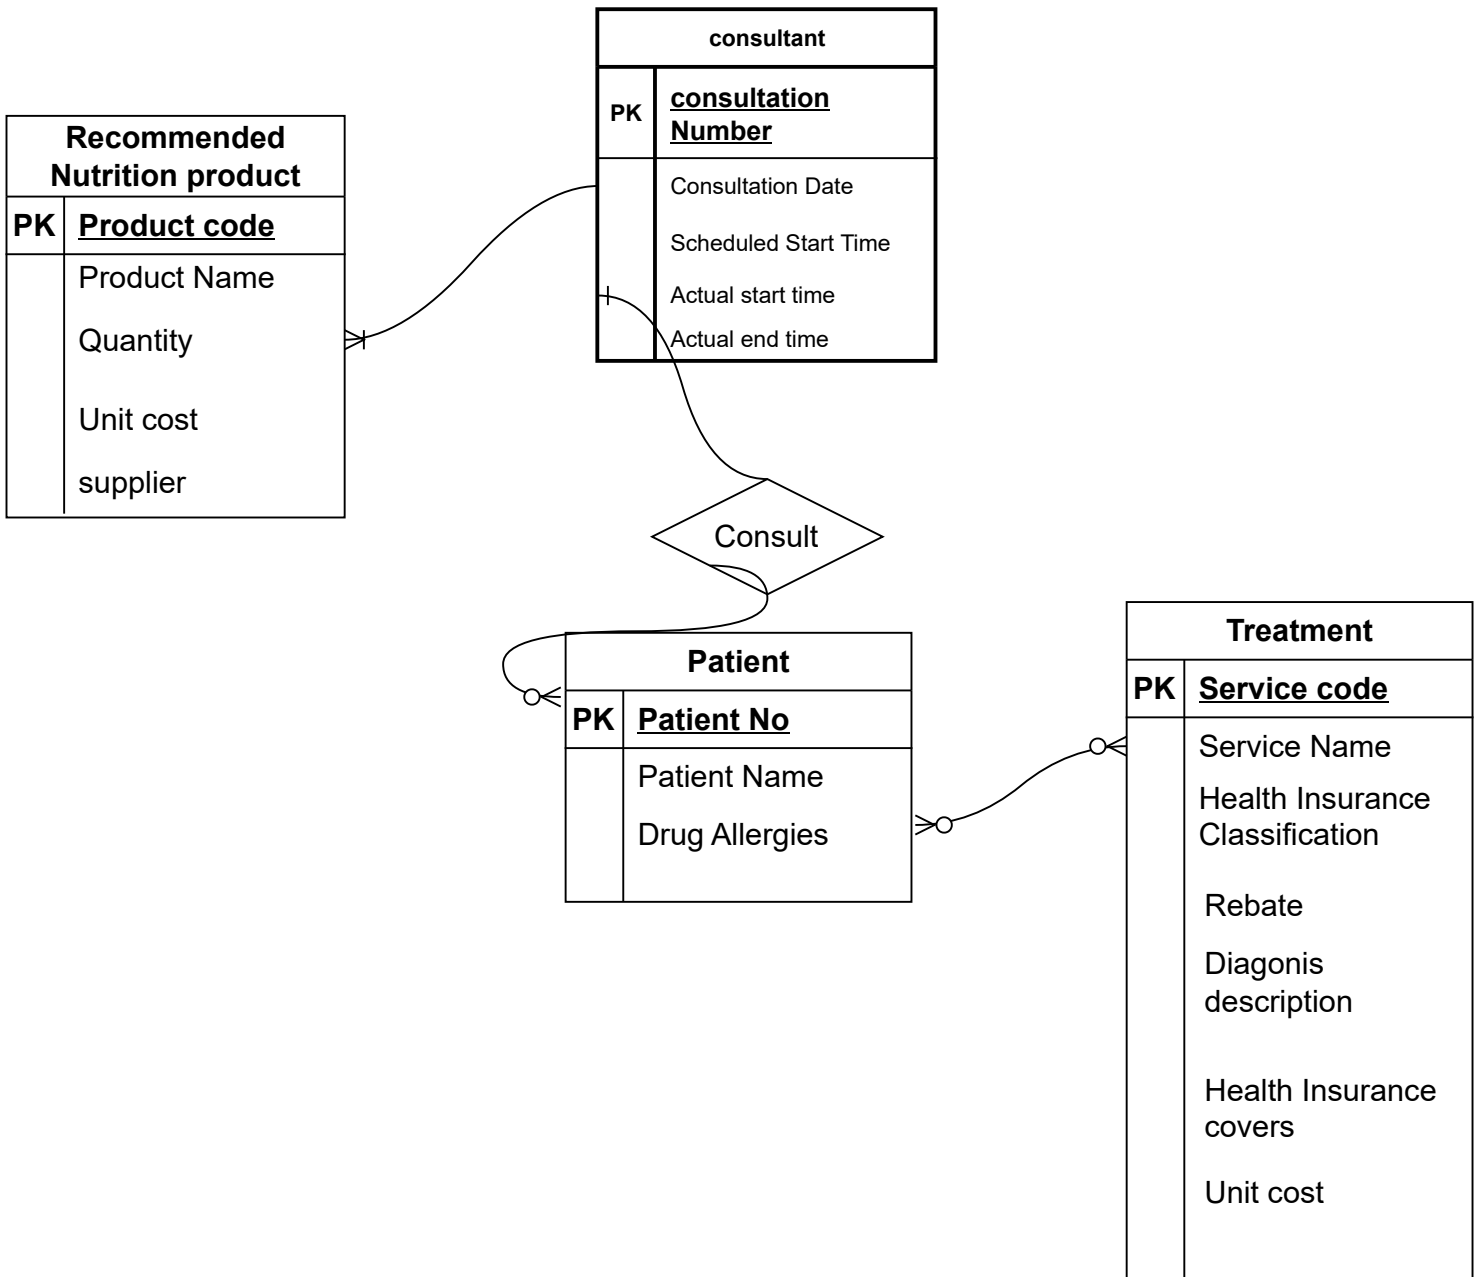 consultant
PK
consultation
Number
Consultation Date
Scheduled Start Time
Actual start time
Actual end time
Recommended
Nutrition product
PK
Product code
Product Name
Quantity
Unit cost
supplier
Consult
Patient
PK
Patient No
Patient Name
Drug Allergies
Treatment
PK
Service code
Service Name
Health Insurance
Classification
Rebate
Diagonis
description
Health Insurance
covers
Unit cost